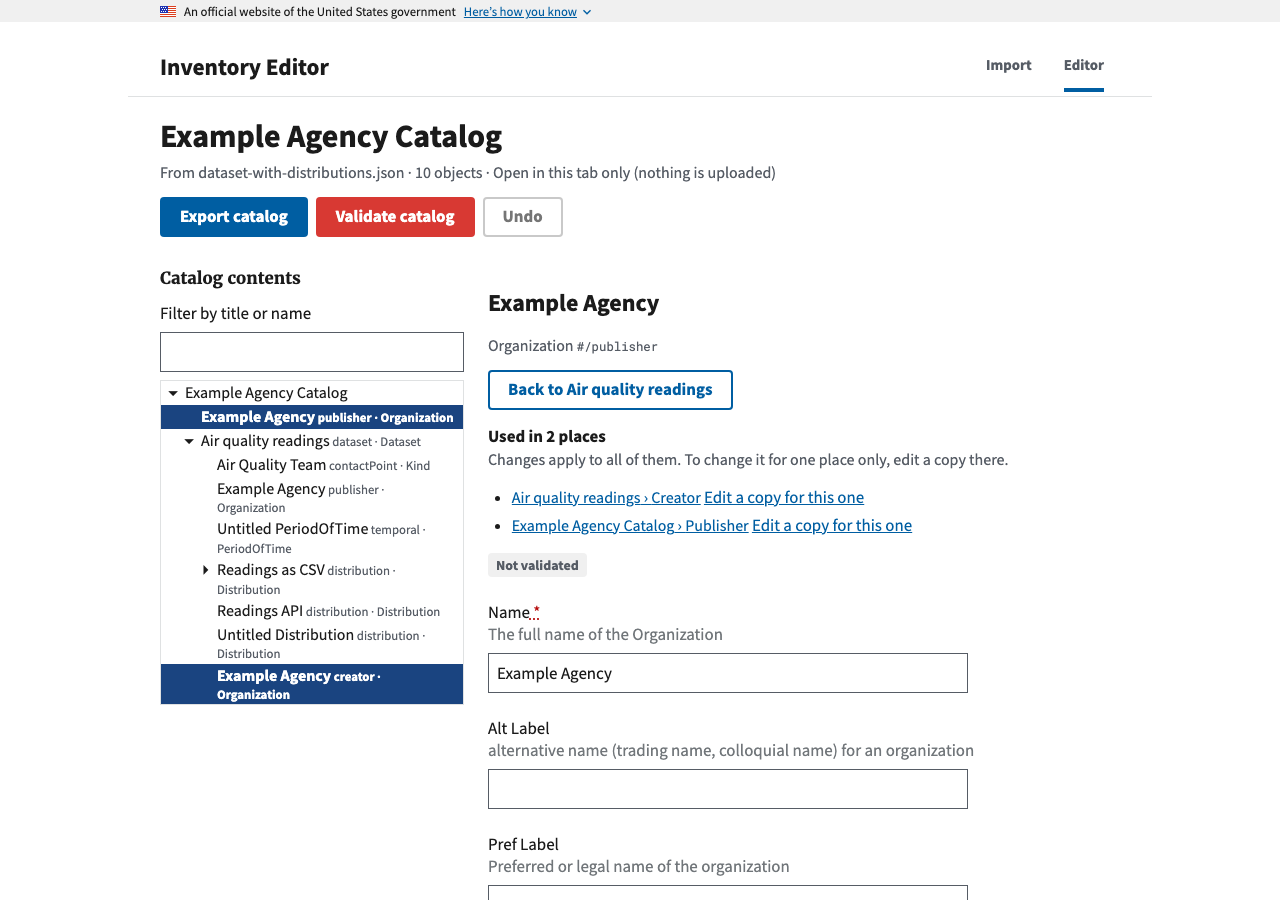 An official website of the United States government Here's how you know
Inventory Editor
Import
Editor
Example Agency Catalog
From dataset-with-distributions.json · 10 objects · Open in this tab only (nothing is uploaded)
Export catalog
Validate catalog
Undo
Catalog contents
Filter by title or name
Example Agency Catalog
Example Agency publisher · Organization
Air quality readings dataset · Dataset
Air Quality Team contactPoint · Kind
Example Agency publisher ·
Organization
Untitled PeriodOfTime temporal ·
PeriodOfTime
Readings as CSV distribution ·
Distribution
Readings API distribution · Distribution
Untitled Distribution distribution ·
Distribution
Example Agency creator ·
Organization
Example Agency
Organization #/publisher
Back to Air quality readings
Used in 2 places
Changes apply to all of them. To change it for one place only, edit a copy there.
Air quality readings › Creator Edit a copy for this one
Example Agency Catalog › Publisher Edit a copy for this one
Not validated
Name *
The full name of the Organization
Example Agency
Alt Label
alternative name (trading name, colloquial name) for an organization
Pref Label
Preferred or legal name of the organization